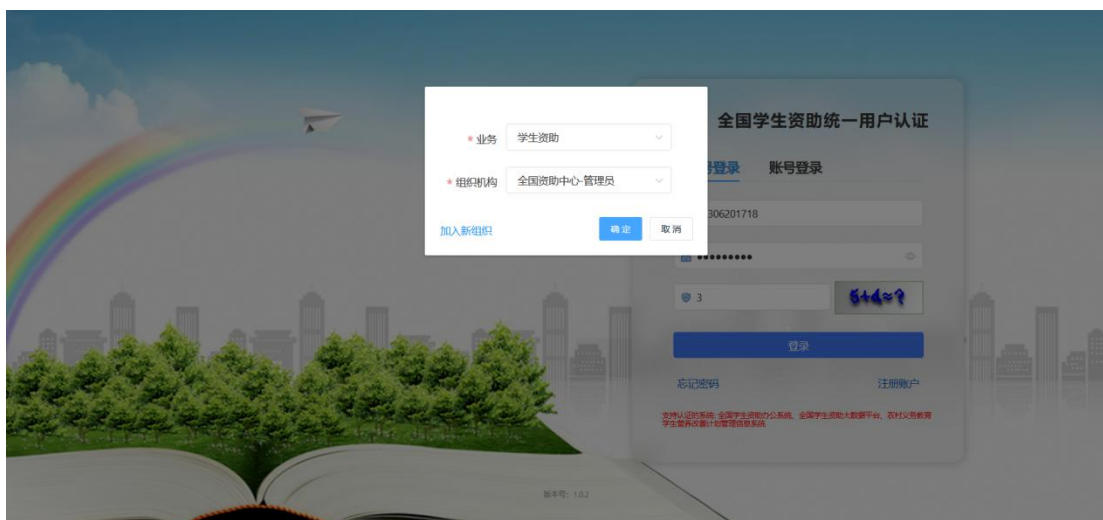 全国学生资助统一用户认证
登录 账号登录
* 业务 学生资助
* 组织机构 全国资助中心-管理员
加入新组织 确定 取消
306201718
•••••••••
3 5+4≈?
登录
忘记密码 注册账户
支持认证的系统: 全国学生资助办公系统、全国学生资助大数据平台、农村义务教育
学生营养改善计划管理信息系统
版本号: 1.0.2